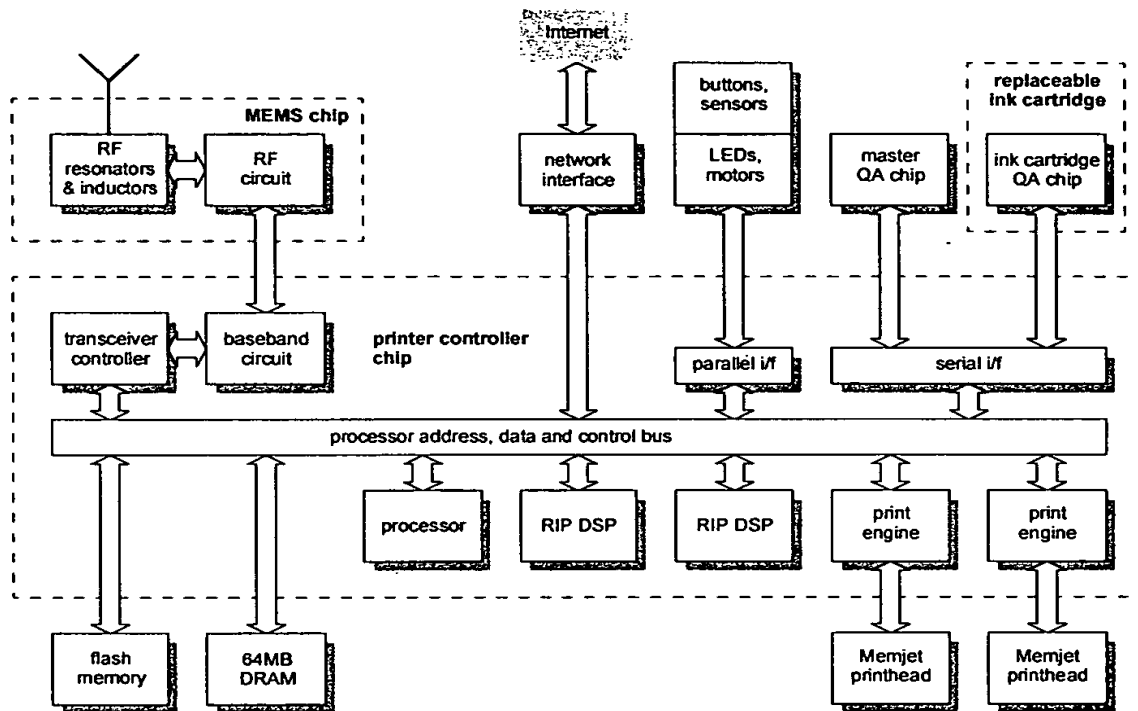 Internet
MEMS chip
RF
resonators
& inductors
RF
circuit
network
interface
buttons,
sensors
LEDs,
motors
master
QA chip
replaceable
ink cartridge
ink cartridge
QA chip
transceiver
controller
baseband
circuit
printer controller
chip
parallel i/f
serial i/f
processor address, data and control bus
processor
RIP DSP
RIP DSP
print
engine
print
engine
flash
memory
64MB
DRAM
Memjet
printhead
Memjet
printhead